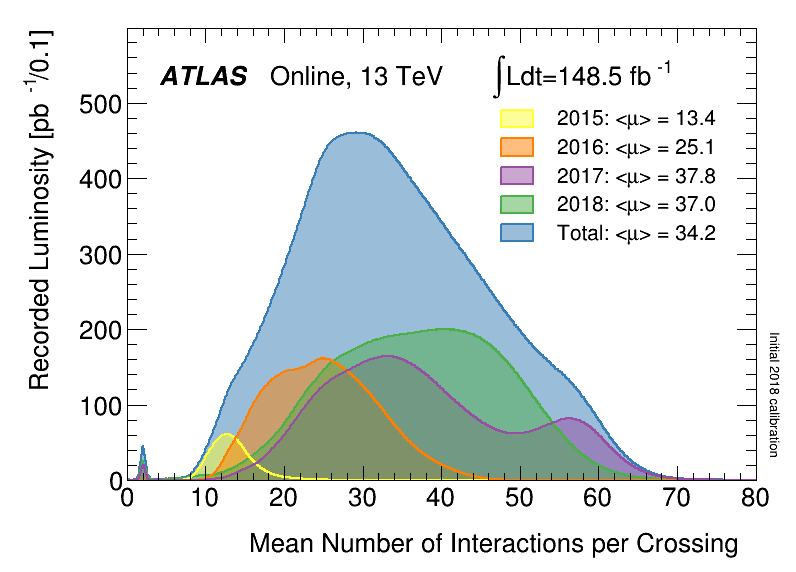 ATLAS Online, 13 TeV ∫Ldt=148.5 fb⁻¹
2015: <μ> = 13.4
2016: <μ> = 25.1
2017: <μ> = 37.8
2018: <μ> = 37.0
Total: <μ> = 34.2
Recorded Luminosity [pb⁻¹/0.1]
500
400
300
200
100
0
0 10 20 30 40 50 60 70 80
Mean Number of Interactions per Crossing
Initial 2018 calibration